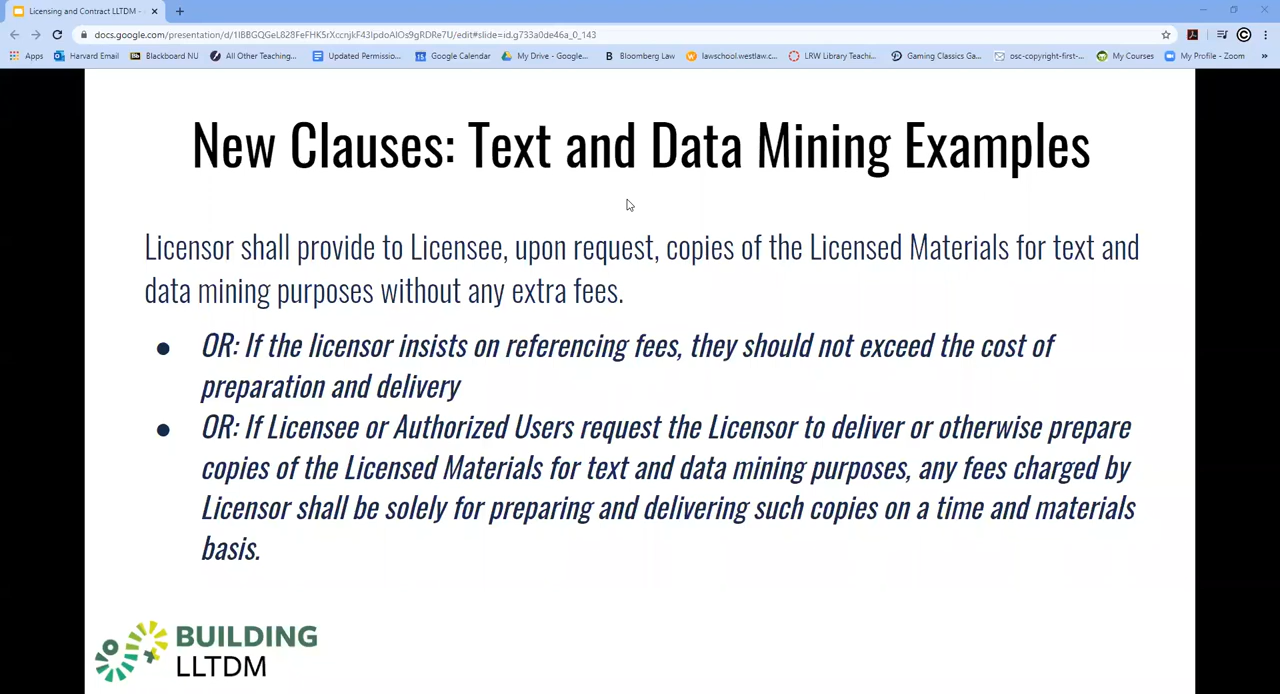 Licensing and Contract LLTDM -
docs.google.com/presentation/d/1IBBGQGeL828FeFHK5rXccnjkF43IpdoAIOs9gRDRe7U/edit#slide=id.g733a0de46a_0_143
Apps Harvard Email Blackboard NU All Other Teaching... Updated Permissio... Google Calendar My Drive - Google... Bloomberg Law lawschool.westlaw.c... LRW Library Teachi... Gaming Classics Ga... osc-copyright-first-... My Courses My Profile - Zoom »
New Clauses: Text and Data Mining Examples
Licensor shall provide to Licensee, upon request, copies of the Licensed Materials for text and
data mining purposes without any extra fees.
● OR: If the licensor insists on referencing fees, they should not exceed the cost of
preparation and delivery
● OR: If Licensee or Authorized Users request the Licensor to deliver or otherwise prepare
copies of the Licensed Materials for text and data mining purposes, any fees charged by
Licensor shall be solely for preparing and delivering such copies on a time and materials
basis.
BUILDING
LLTDM